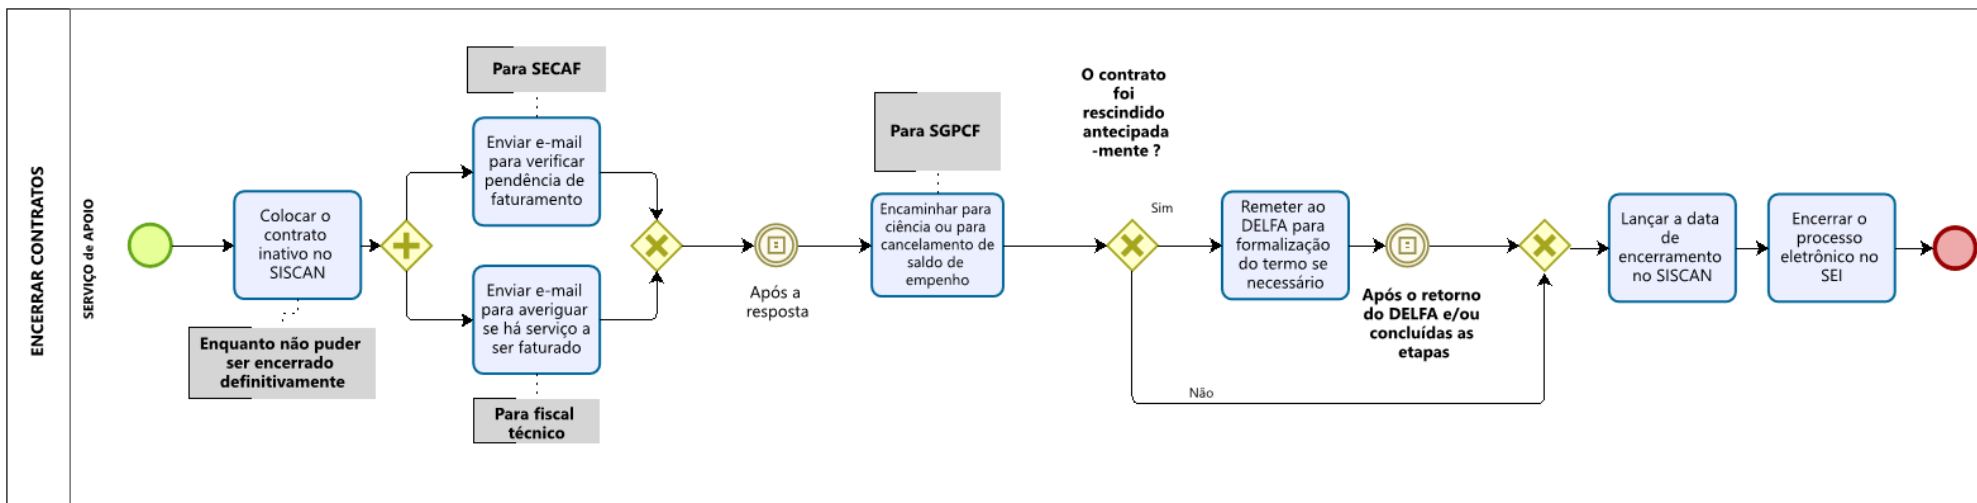 ENCERRAR CONTRATOS
SERVIÇO de APOIO
Colocar o
contrato
inativo no
SISCAN
Enquanto não puder
ser encerrado
definitivamente
Para SECAF
Enviar e-mail
para verificar
pendência de
faturamento
Enviar e-mail
para averiguar
se há serviço a
ser faturado
Para fiscal
técnico
Após a
resposta
Para SGPCF
Encaminhar para
ciência ou para
cancelamento de
saldo de
empenho
O contrato
foi
rescindido
antecipada
-mente ?
Sim
Não
Remeter ao
DELFA para
formalização
do termo se
necessário
Após o retorno
do DELFA e/ou
concluídas as
etapas
Lançar a data
de
encerramento
no SISCAN
Encerrar o
processo
eletrônico no
SEI